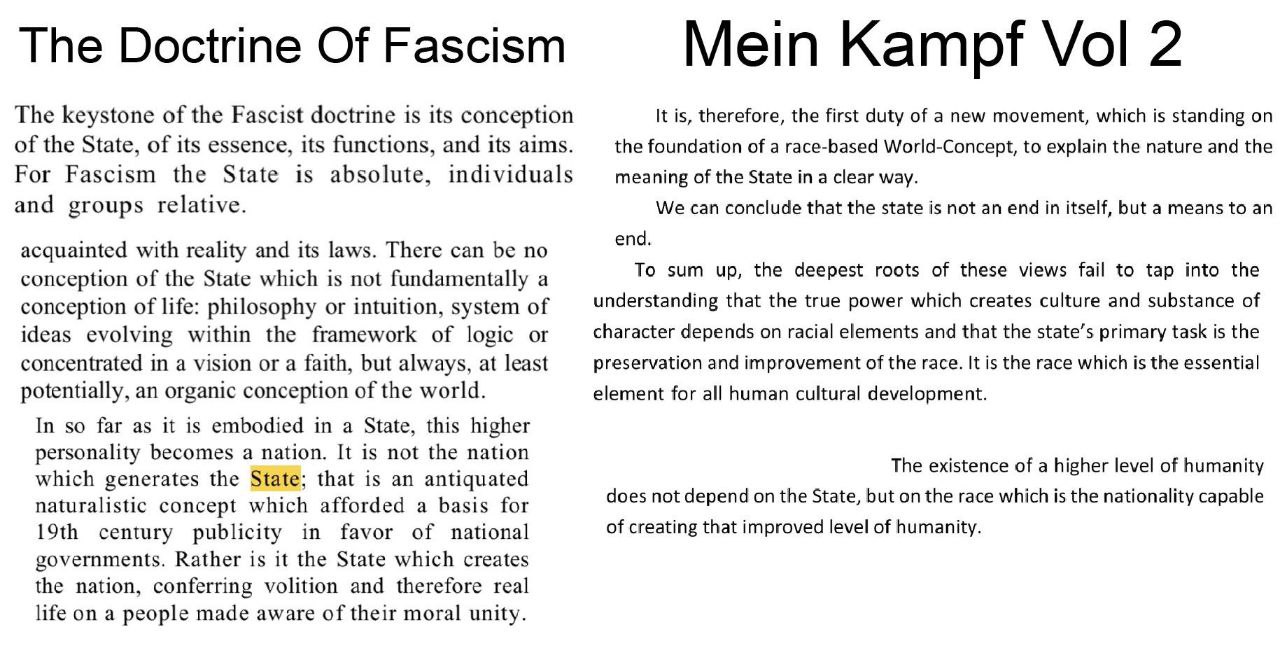 The Doctrine Of Fascism
The keystone of the Fascist doctrine is its conception
of the State, of its essence, its functions, and its aims.
For Fascism the State is absolute, individuals
and groups relative.
acquainted with reality and its laws. There can be no
conception of the State which is not fundamentally a
conception of life: philosophy or intuition, system of
ideas evolving within the framework of logic or
concentrated in a vision or a faith, but always, at least
potentially, an organic conception of the world.
In so far as it is embodied in a State, this higher
personality becomes a nation. It is not the nation
which generates the State; that is an antiquated
naturalistic concept which afforded a basis for
19th century publicity in favor of national
governments. Rather is it the State which creates
the nation, conferring volition and therefore real
life on a people made aware of their moral unity.
Mein Kampf Vol 2
It is, therefore, the first duty of a new movement, which is standing on
the foundation of a race-based World-Concept, to explain the nature and the
meaning of the State in a clear way.
We can conclude that the state is not an end in itself, but a means to an
end.
To sum up, the deepest roots of these views fail to tap into the
understanding that the true power which creates culture and substance of
character depends on racial elements and that the state's primary task is the
preservation and improvement of the race. It is the race which is the essential
element for all human cultural development.
The existence of a higher level of humanity
does not depend on the State, but on the race which is the nationality capable
of creating that improved level of humanity.